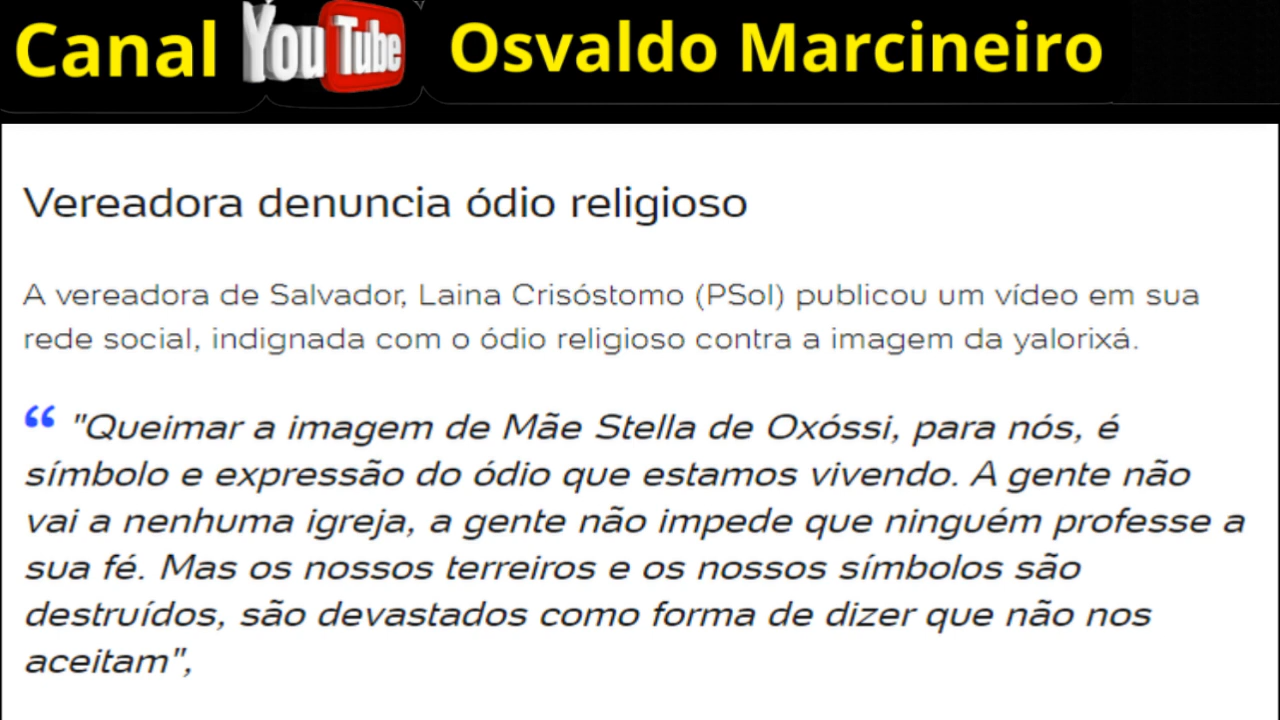 Canal YouTube Osvaldo Marcineiro
Vereadora denuncia ódio religioso
A vereadora de Salvador, Laina Crisóstomo (PSol) publicou um vídeo em sua
rede social, indignada com o ódio religioso contra a imagem da yalorixá.
“ "Queimar a imagem de Mãe Stella de Oxóssi, para nós, é
símbolo e expressão do ódio que estamos vivendo. A gente não
vai a nenhuma igreja, a gente não impede que ninguém professe a
sua fé. Mas os nossos terreiros e os nossos símbolos são
destruídos, são devastados como forma de dizer que não nos
aceitam",